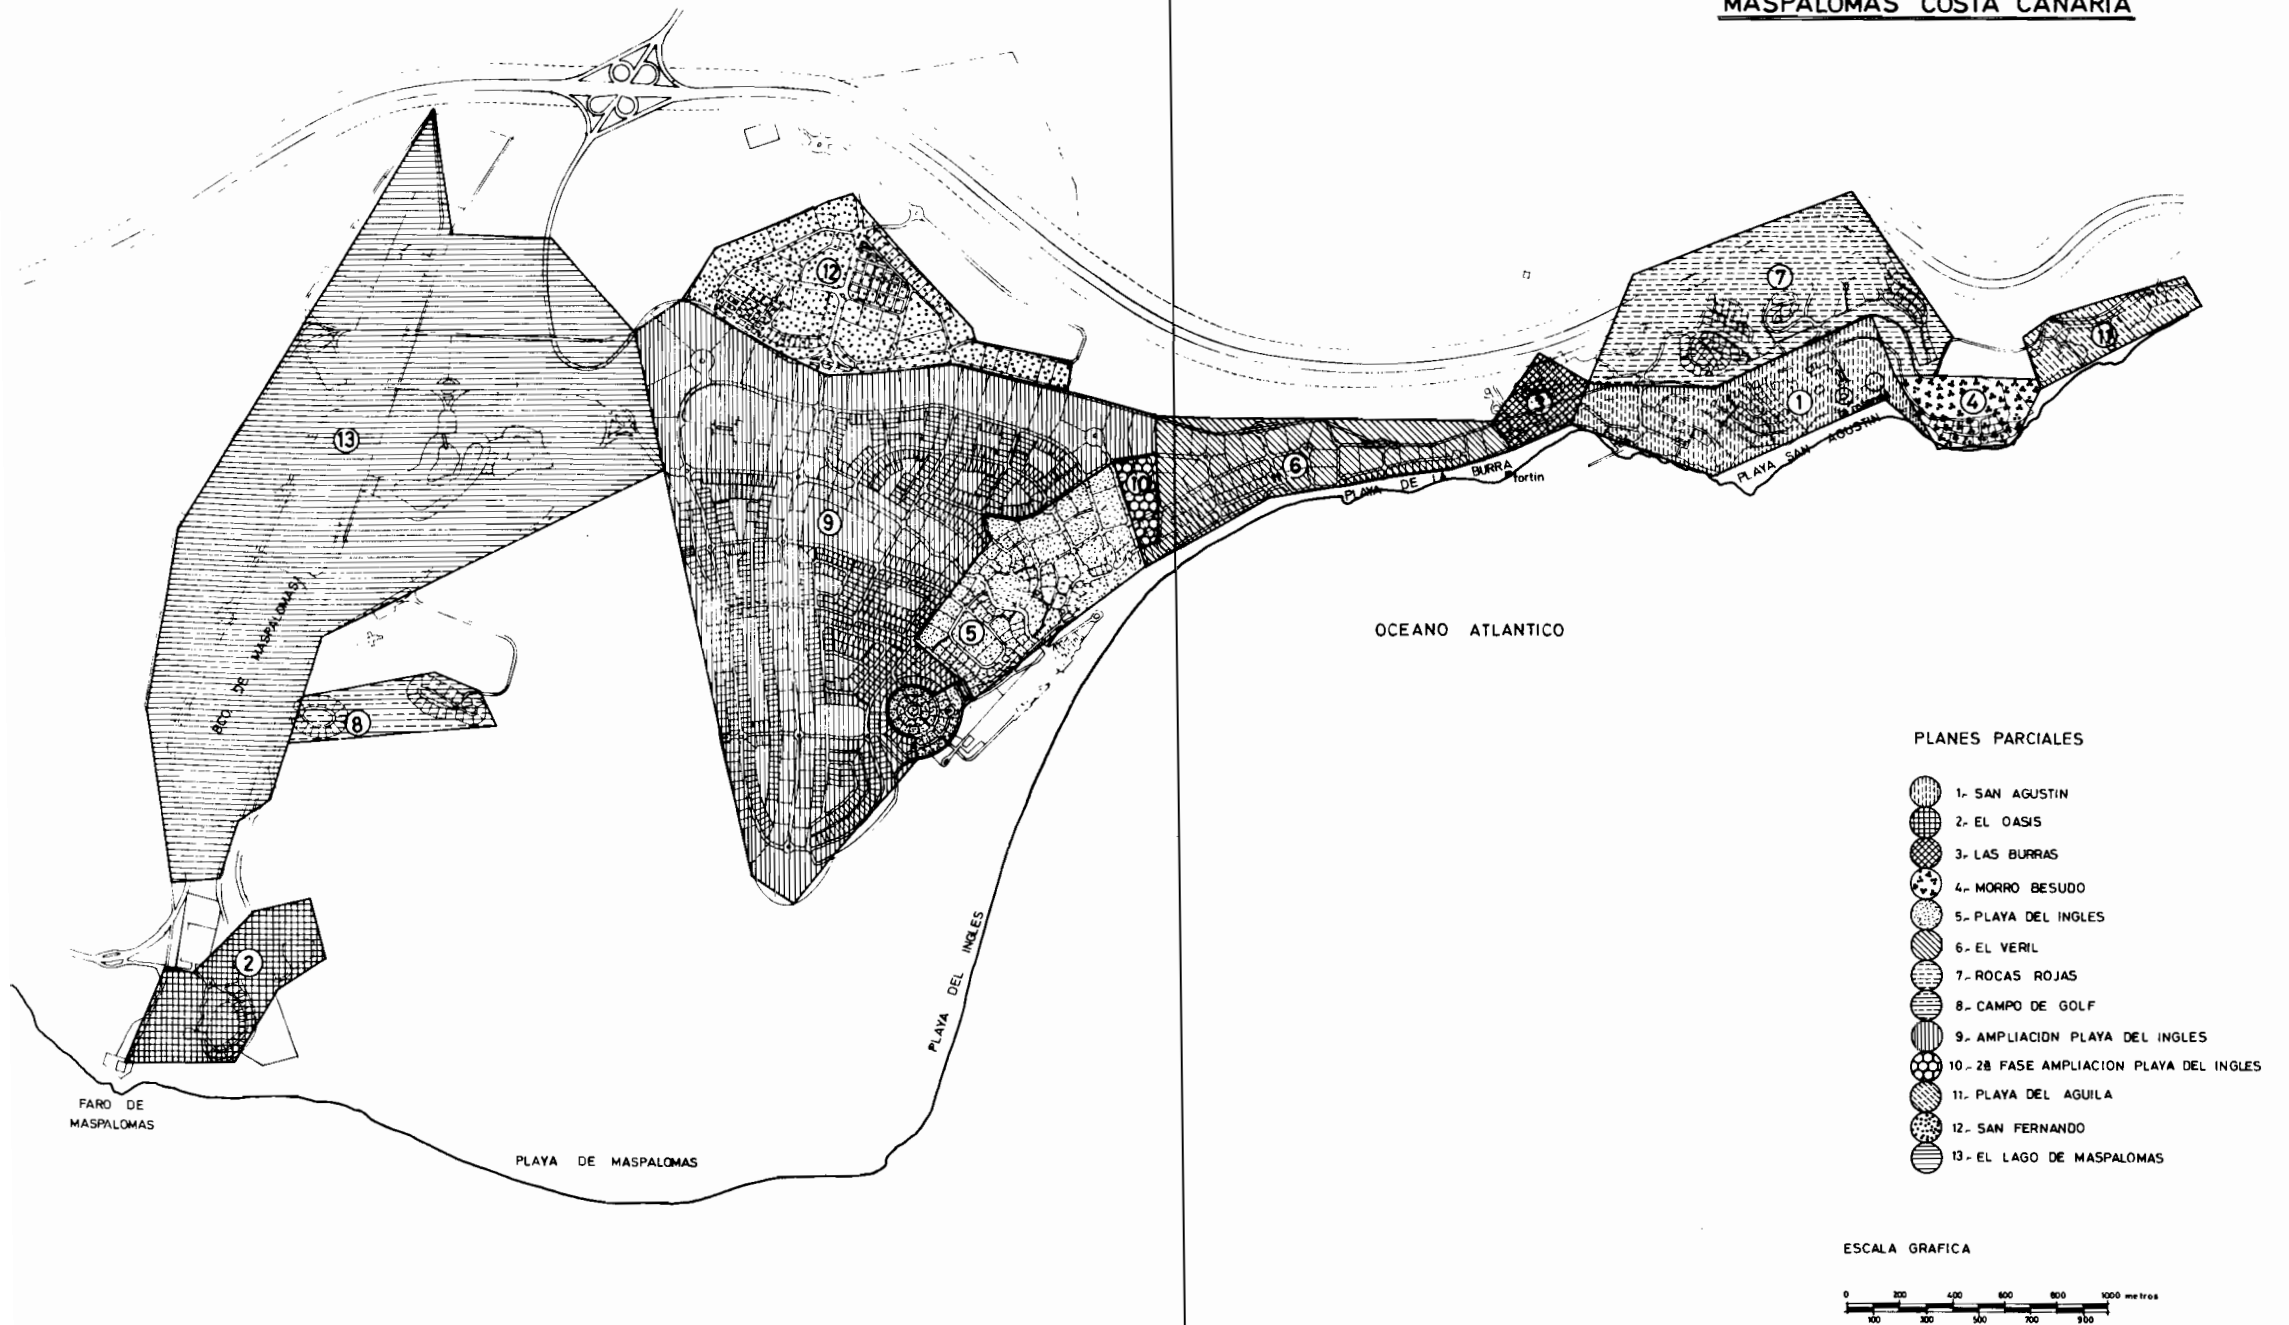 MASPALOMAS COSTA CANARIA
12
7
11
13
3
1
4
6
10
PLAYA SAN AGUSTIN
PLAYA DE LA BURRA
fortin
9
5
OCEANO ATLANTICO
BCO DE MASPALOMAS
8
2
PLAYA DEL INGLES
FARO DE
MASPALOMAS
PLAYA DE MASPALOMAS
PLANES PARCIALES
1.- SAN AGUSTIN
2.- EL OASIS
3.- LAS BURRAS
4.- MORRO BESUDO
5.- PLAYA DEL INGLES
6.- EL VERIL
7.- ROCAS ROJAS
8.- CAMPO DE GOLF
9.- AMPLIACION PLAYA DEL INGLES
10.- 2ª FASE AMPLIACION PLAYA DEL INGLES
11.- PLAYA DEL AGUILA
12.- SAN FERNANDO
13.- EL LAGO DE MASPALOMAS
ESCALA GRAFICA
0 200 400 600 800 1000 metros
100 300 500 700 900